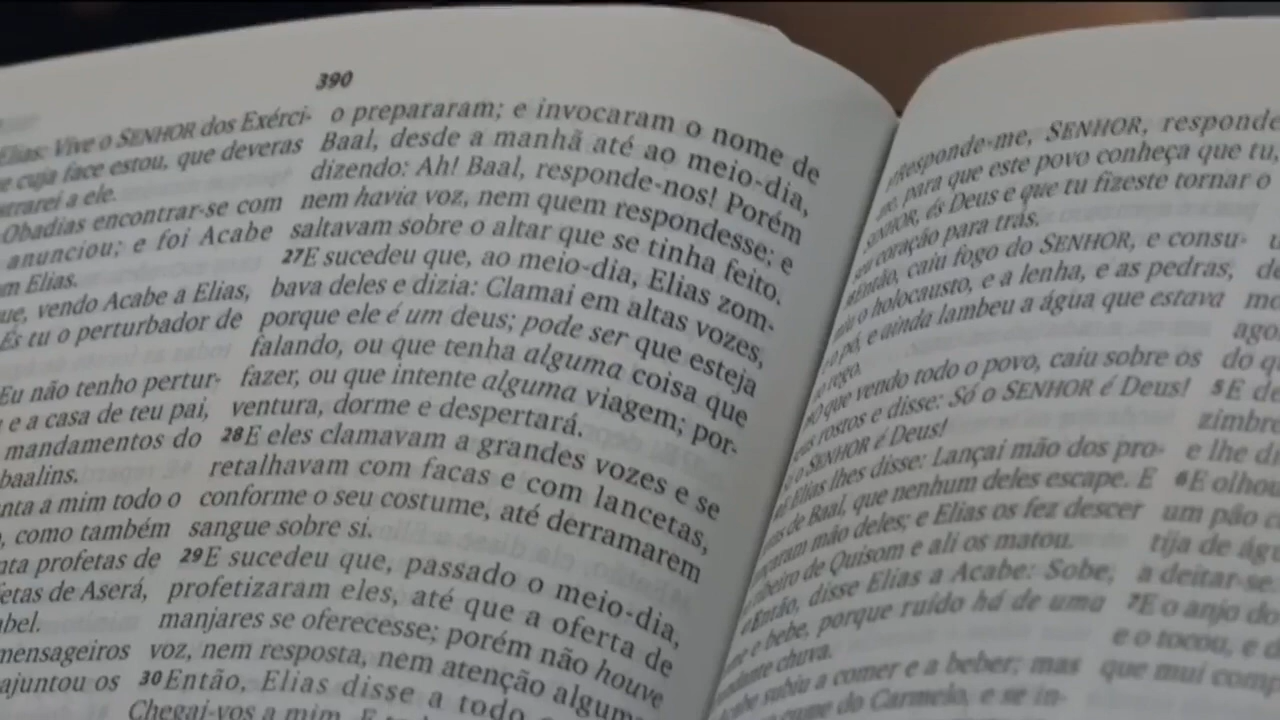 390
Elias: Vive o SENHOR dos Exérci-
cuja face estou, que deveras
a ele.
Obadias encontrar-se com
anunciou; e foi Acabe
Elias.
vendo Acabe a Elias,
És tu o perturbador de
Eu não tenho pertur-
e a casa de teu pai,
mandamentos do
baalins.
a mim todo o
como também
profetas de
de Aserá,
mensageiros
ajuntou os
o prepararam; e invocaram o nome de
Baal, desde a manhã até ao meio-dia,
dizendo: Ah! Baal, responde-nos! Porém
nem havia voz, nem quem respondesse; e
saltavam sobre o altar que se tinha feito.
27E sucedeu que, ao meio-dia, Elias zom-
bava deles e dizia: Clamai em altas vozes,
porque ele é um deus; pode ser que esteja
falando, ou que tenha alguma coisa que
fazer, ou que intente alguma viagem; por-
ventura, dorme e despertará.
28E eles clamavam a grandes vozes e se
retalhavam com facas e com lancetas,
conforme o seu costume, até derramarem
sangue sobre si.
29E sucedeu que, passado o meio-dia,
profetizaram eles, até que a oferta de
manjares se oferecesse; porém não houve
voz, nem resposta, nem atenção alguma
30Então, Elias disse a todo o
Chegai-vos a mim. E
Responde-me, SENHOR, responde
para que este povo conheça que tu,
SENHOR, és Deus e que tu fizeste tornar o
coração para trás.
Então, caiu fogo do SENHOR, e consu-
o holocausto, e a lenha, e as pedras,
o pó, e ainda lambeu a água que estava
rego.
O que vendo todo o povo, caiu sobre os
rostos e disse: Só o SENHOR é Deus!
o SENHOR é Deus!
Elias lhes disse: Lançai mão dos pro-
de Baal, que nenhum deles escape. E
mão deles; e Elias os fez descer
ribeiro de Quisom e ali os matou.
Então, disse Elias a Acabe: Sobe,
e bebe, porque ruído há de uma
chuva.
subiu a comer e a beber; mas
do Carmelo, e se in-
do
5E
e lhe
6E olhou
um pão
de
a deitar-se.
7E o anjo do
e o tocou, e
que mui